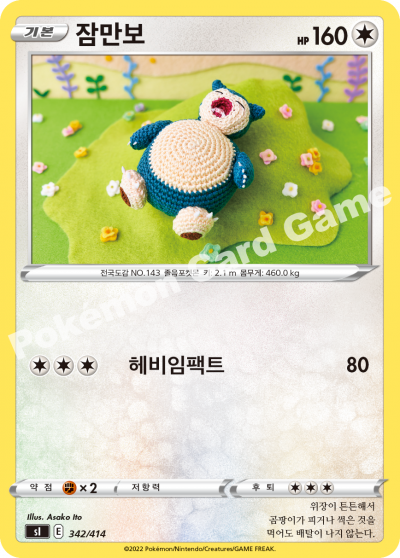 기본 잠만보 HP 160
전국도감 NO.143 졸음포켓몬 키: 2.1 m 몸무게: 460.0 kg
Pokémon Card Game
헤비임팩트 80
약점 ×2 저항력 후퇴
Illus. Asako Ito
sI E 342/414
위장이 튼튼해서
곰팡이가 피거나 썩은 것을
먹어도 배탈이 나지 않는다.
©2022 Pokémon/Nintendo/Creatures/GAME FREAK.